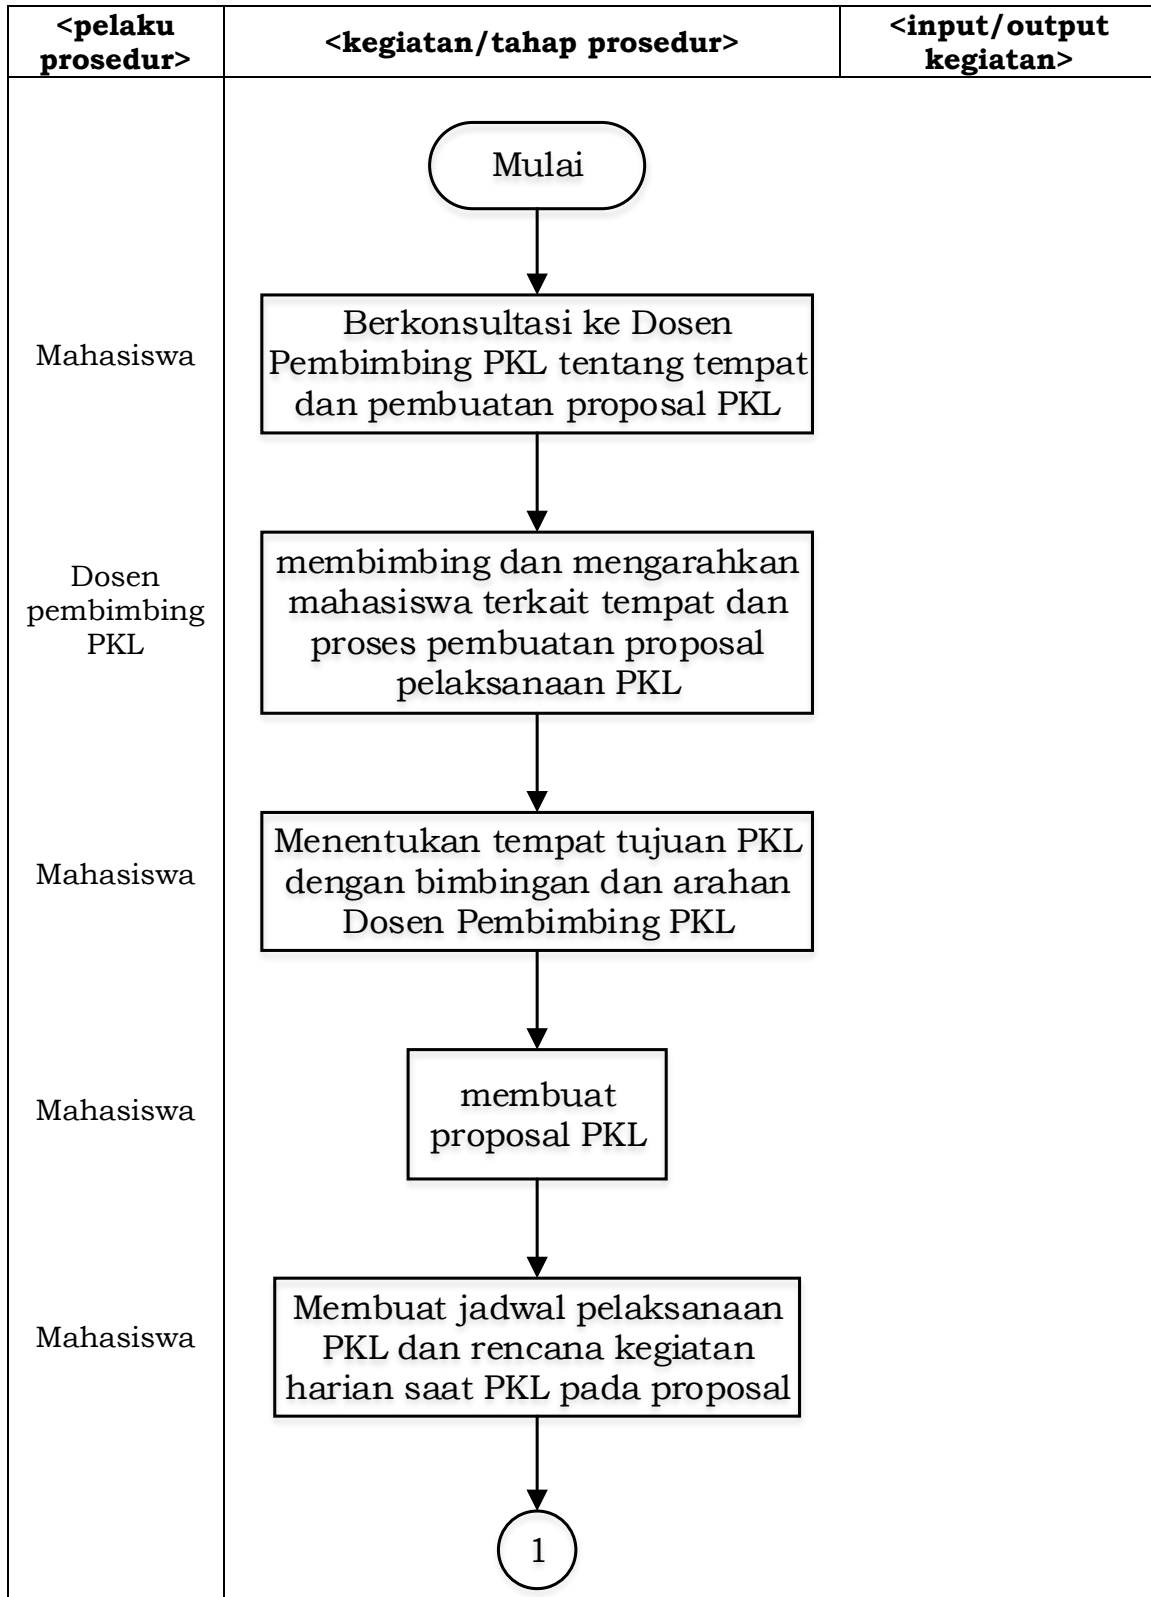 <pelaku
prosedur>
<kegiatan/tahap prosedur>
<input/output
kegiatan>
Mulai
Mahasiswa
Berkonsultasi ke Dosen
Pembimbing PKL tentang tempat
dan pembuatan proposal PKL
Dosen
pembimbing
PKL
membimbing dan mengarahkan
mahasiswa terkait tempat dan
proses pembuatan proposal
pelaksanaan PKL
Mahasiswa
Menentukan tempat tujuan PKL
dengan bimbingan dan arahan
Dosen Pembimbing PKL
Mahasiswa
membuat
proposal PKL
Mahasiswa
Membuat jadwal pelaksanaan
PKL dan rencana kegiatan
harian saat PKL pada proposal
1